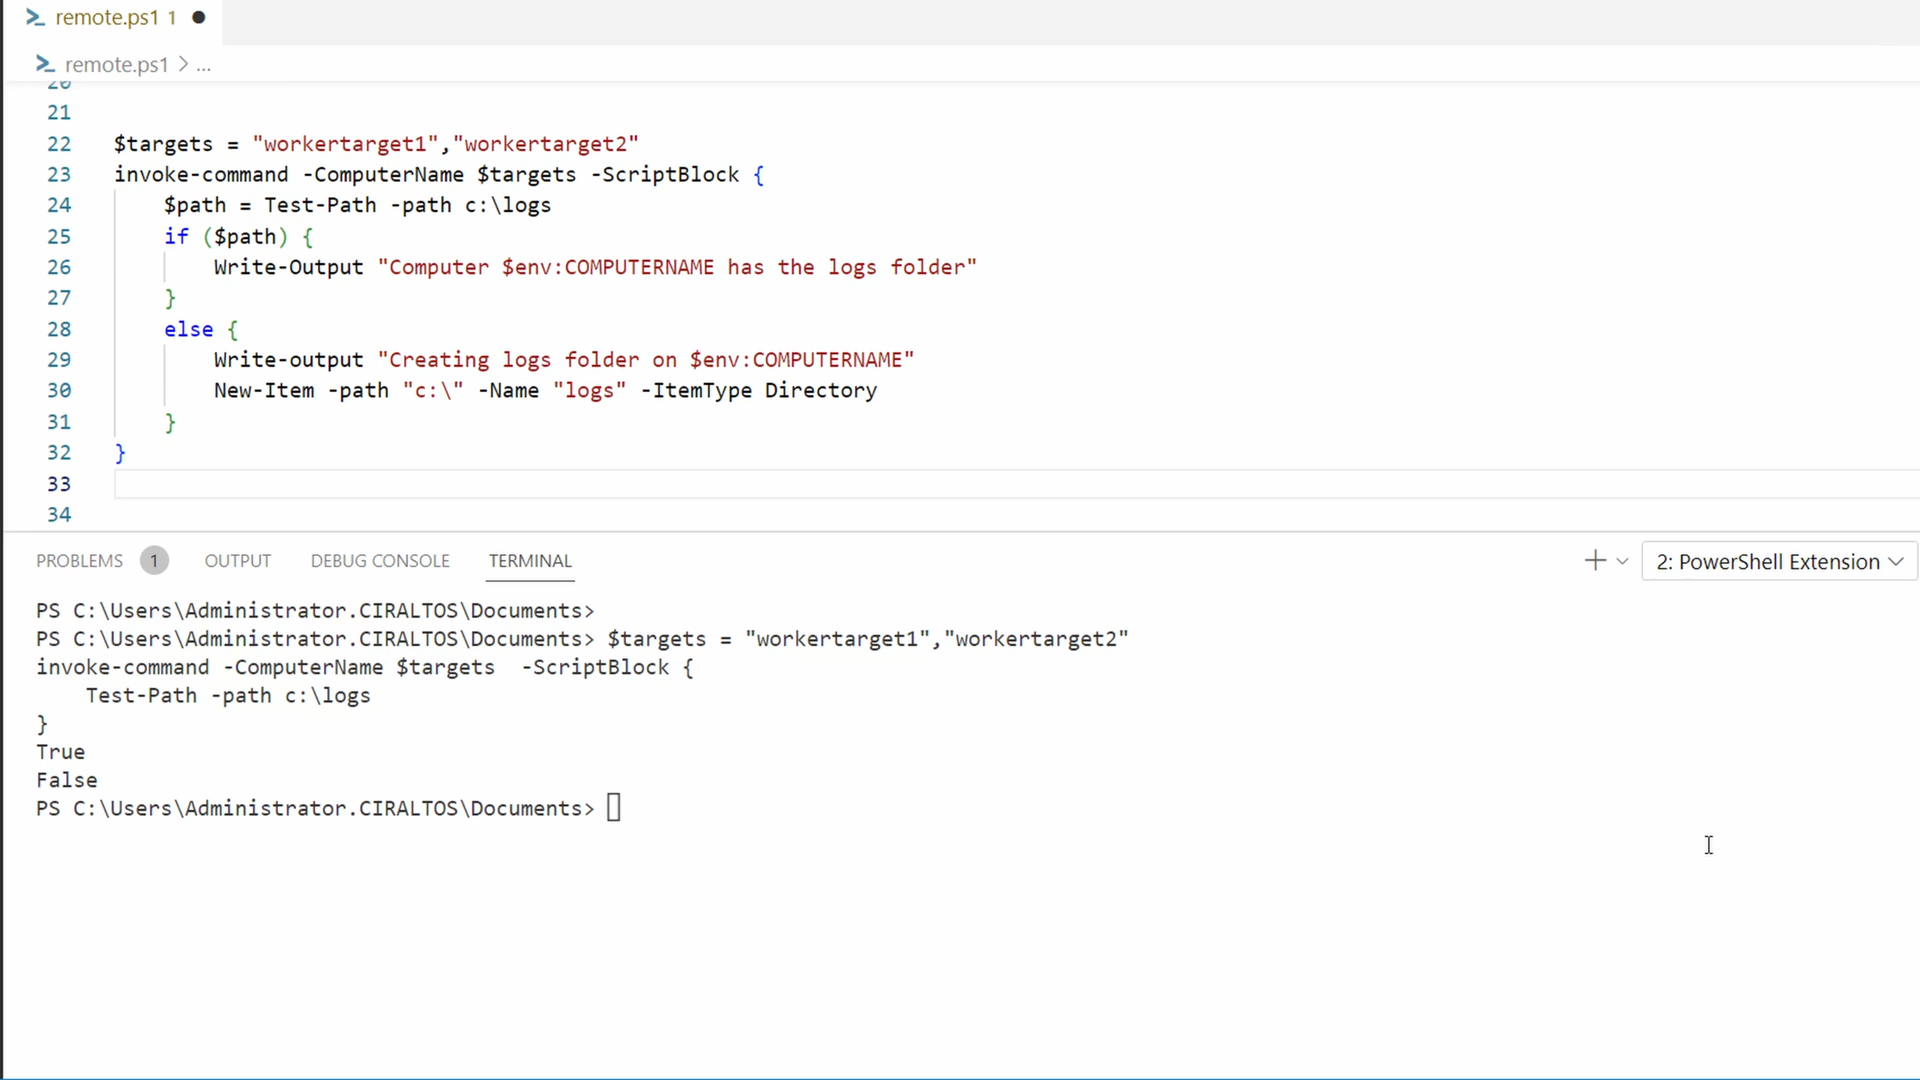 remote.ps1 1
remote.ps1 > ...
20
21
22 $targets = "workertarget1","workertarget2"
23 invoke-command -ComputerName $targets -ScriptBlock {
24 $path = Test-Path -path c:\logs
25 if ($path) {
26 Write-Output "Computer $env:COMPUTERNAME has the logs folder"
27 }
28 else {
29 Write-output "Creating logs folder on $env:COMPUTERNAME"
30 New-Item -path "c:\" -Name "logs" -ItemType Directory
31 }
32 }
33
34
PROBLEMS 1 OUTPUT DEBUG CONSOLE TERMINAL 2: PowerShell Extension
PS C:\Users\Administrator.CIRALTOS\Documents>
PS C:\Users\Administrator.CIRALTOS\Documents> $targets = "workertarget1","workertarget2"
invoke-command -ComputerName $targets  -ScriptBlock {
    Test-Path -path c:\logs
}
True
False
PS C:\Users\Administrator.CIRALTOS\Documents>